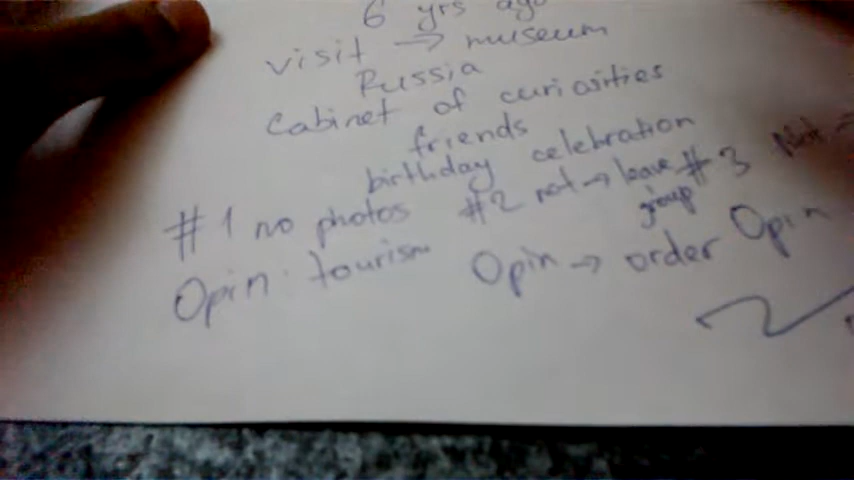 6 yrs ago
visit → museum
Russia
Cabinet of curiosities
friends
birthday celebration
#1 no photos #2 not → leave group #3
Opin: tourism Opin → order Opin